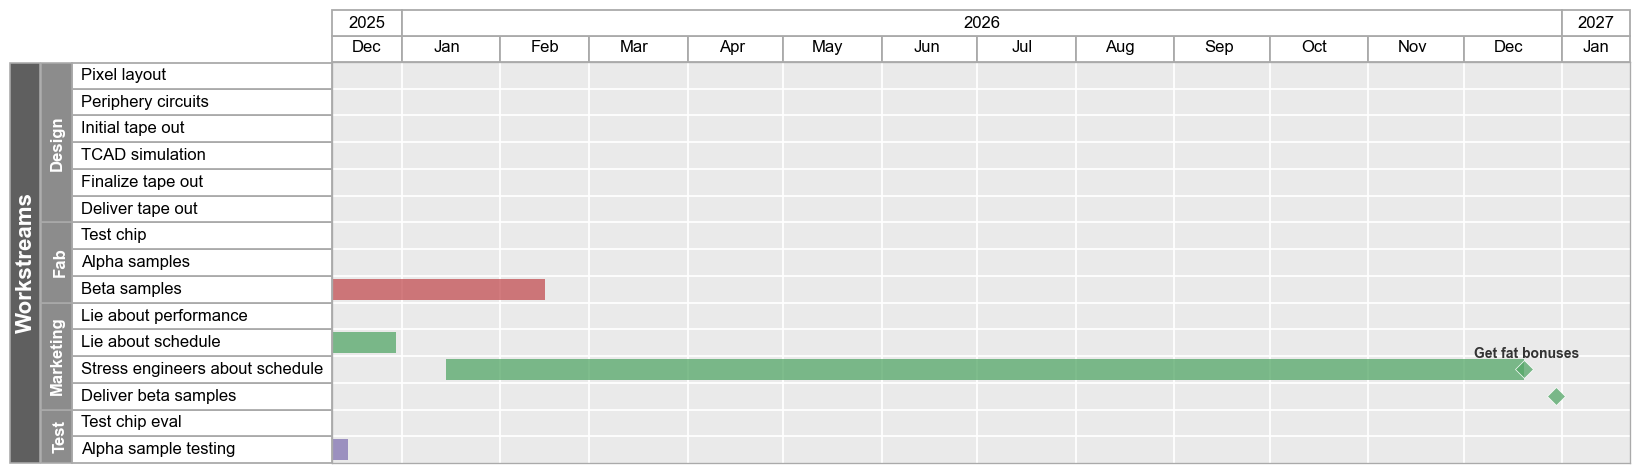 2025 2026 2027
Dec Jan Feb Mar Apr May Jun Jul Aug Sep Oct Nov Dec Jan
Workstreams
Design
Pixel layout
Periphery circuits
Initial tape out
TCAD simulation
Finalize tape out
Deliver tape out
Fab
Test chip
Alpha samples
Beta samples
Marketing
Lie about performance
Lie about schedule
Stress engineers about schedule
Get fat bonuses
Deliver beta samples
Test
Test chip eval
Alpha sample testing